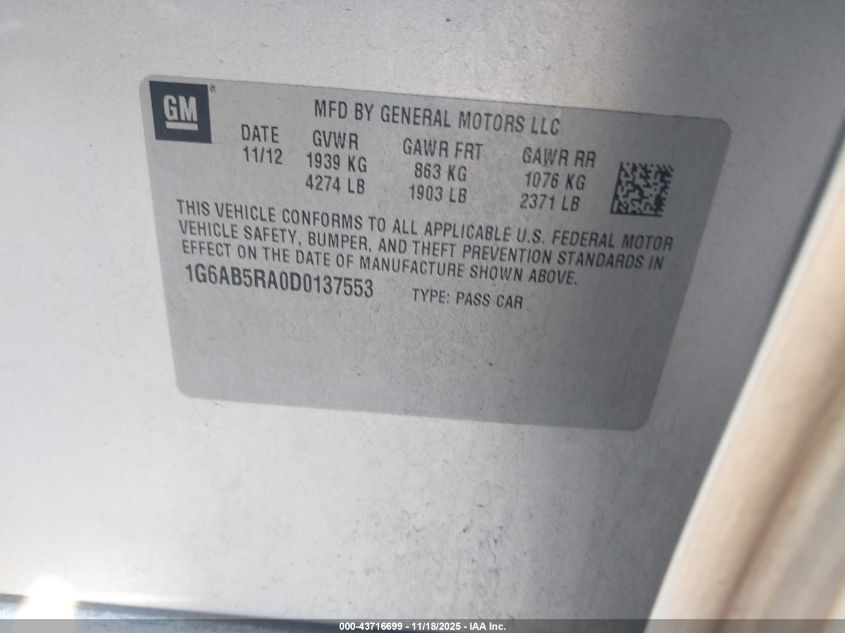 GM ®
MFD BY GENERAL MOTORS LLC
DATE GVWR GAWR FRT GAWR RR
11/12 1939 KG 863 KG 1076 KG
4274 LB 1903 LB 2371 LB
THIS VEHICLE CONFORMS TO ALL APPLICABLE U.S. FEDERAL MOTOR
VEHICLE SAFETY, BUMPER, AND THEFT PREVENTION STANDARDS IN
EFFECT ON THE DATE OF MANUFACTURE SHOWN ABOVE.
1G6AB5RA0D0137553 TYPE: PASS CAR
000-43716699 - 11/18/2025 - IAA Inc.